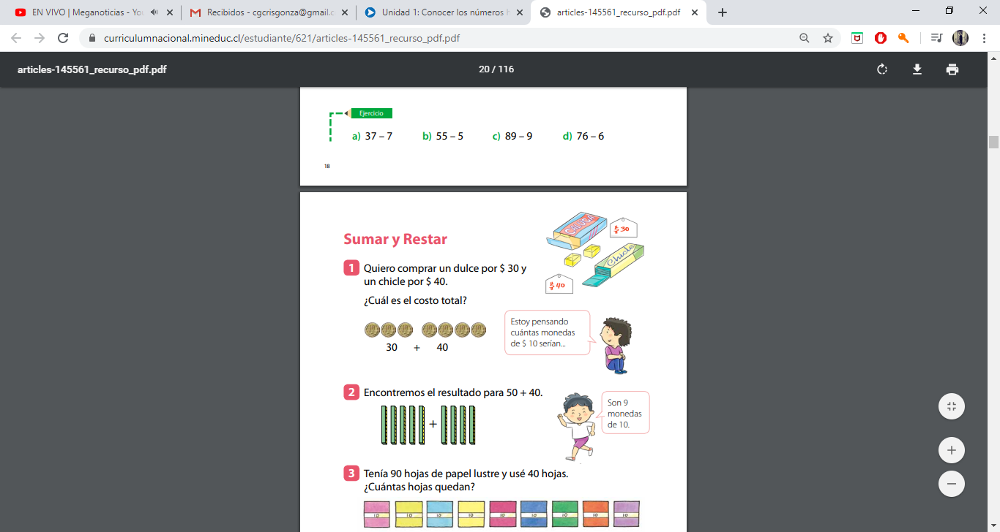 EN VIVO | Meganoticias - Yo
Recibidos - cgcrisgonza@gmail.c
Unidad 1: Conocer los números h
articles-145561_recurso_pdf.pdf
curriculumnacional.mineduc.cl/estudiante/621/articles-145561_recurso_pdf.pdf
articles-145561_recurso_pdf.pdf
20 / 116
Ejercicio
a) 37 – 7 b) 55 – 5 c) 89 – 9 d) 76 – 6
18
Sumar y Restar
CALUGA
$ 30
Chicle
$ 40
1 Quiero comprar un dulce por $ 30 y
un chicle por $ 40.
¿Cuál es el costo total?
30 + 40
Estoy pensando
cuántas monedas
de $ 10 serían...
2 Encontremos el resultado para 50 + 40.
+
Son 9
monedas
de 10.
3 Tenía 90 hojas de papel lustre y usé 40 hojas.
¿Cuántas hojas quedan?
10 10 10 10 10 10 10 10 10